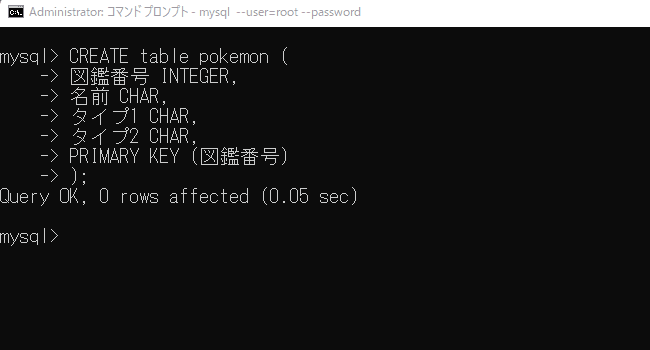 Administrator: コマンド プロンプト - mysql --user=root --password
mysql> CREATE table pokemon (
-> 図鑑番号 INTEGER,
-> 名前 CHAR,
-> タイプ1 CHAR,
-> タイプ2 CHAR,
-> PRIMARY KEY (図鑑番号)
-> );
Query OK, 0 rows affected (0.05 sec)
mysql>